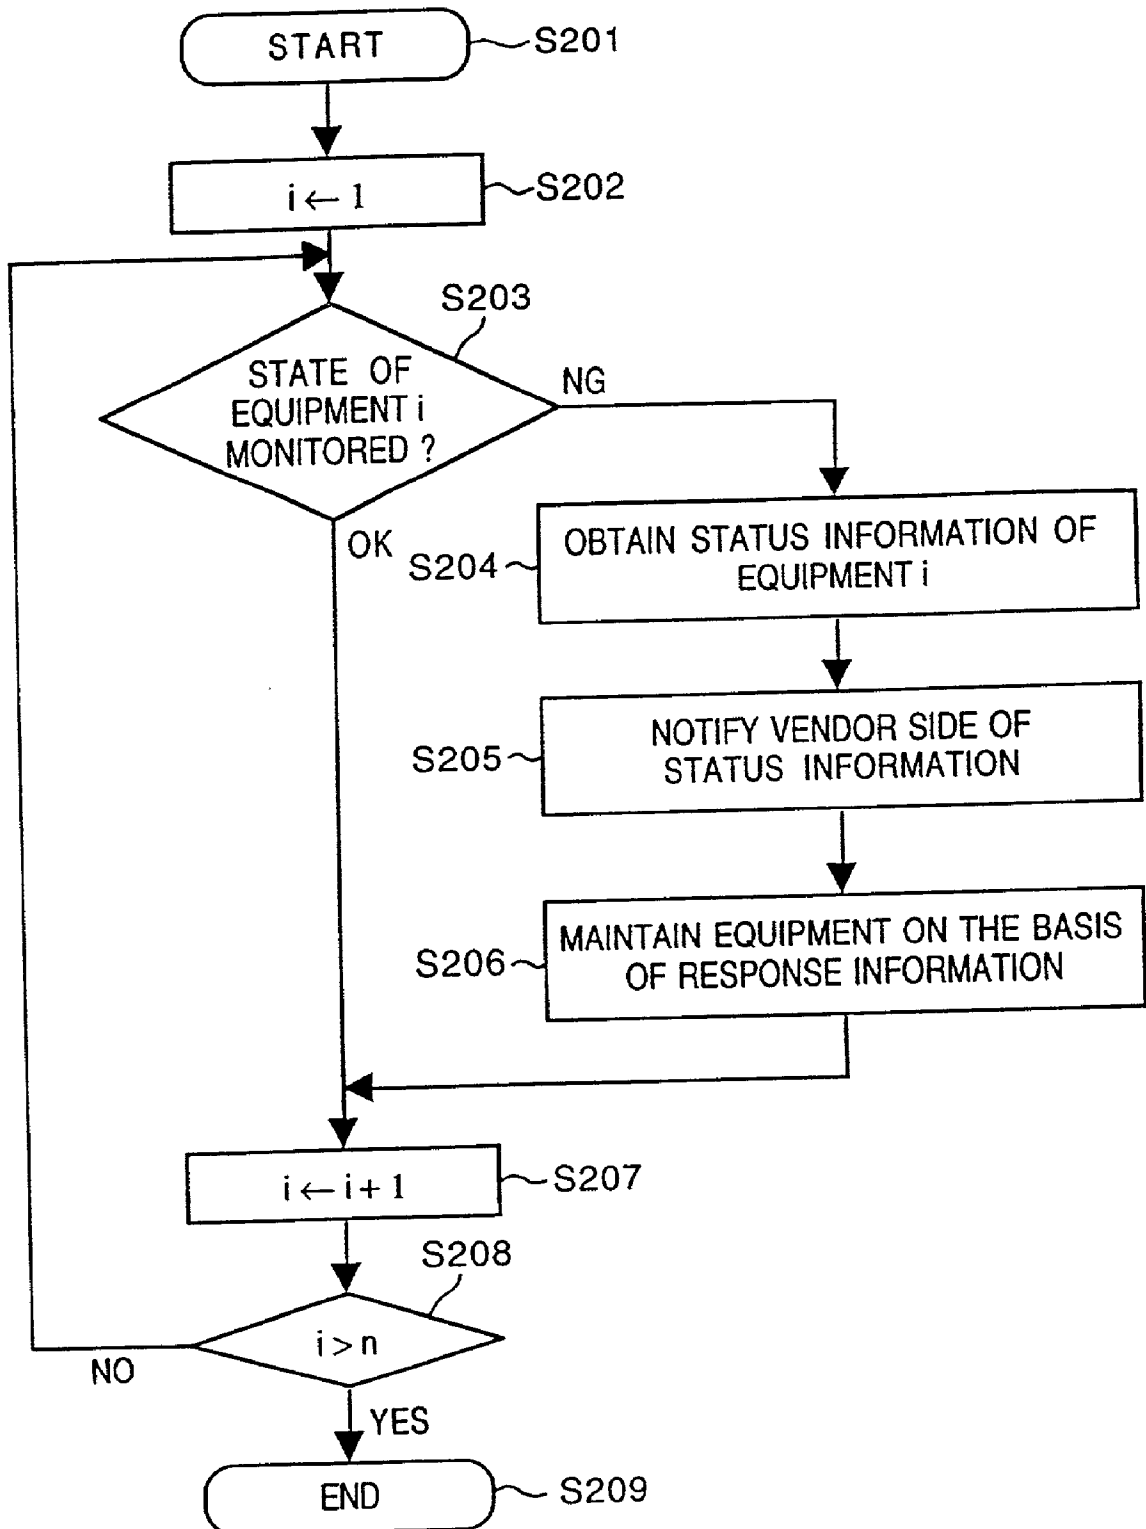 START
S201
i ← 1
S202
S203
STATE OF
EQUIPMENT i
MONITORED ?
NG
OK
S204
OBTAIN STATUS INFORMATION OF
EQUIPMENT i
S205
NOTIFY VENDOR SIDE OF
STATUS INFORMATION
S206
MAINTAIN EQUIPMENT ON THE BASIS
OF RESPONSE INFORMATION
i ← i + 1
S207
S208
i > n
NO
YES
END
S209